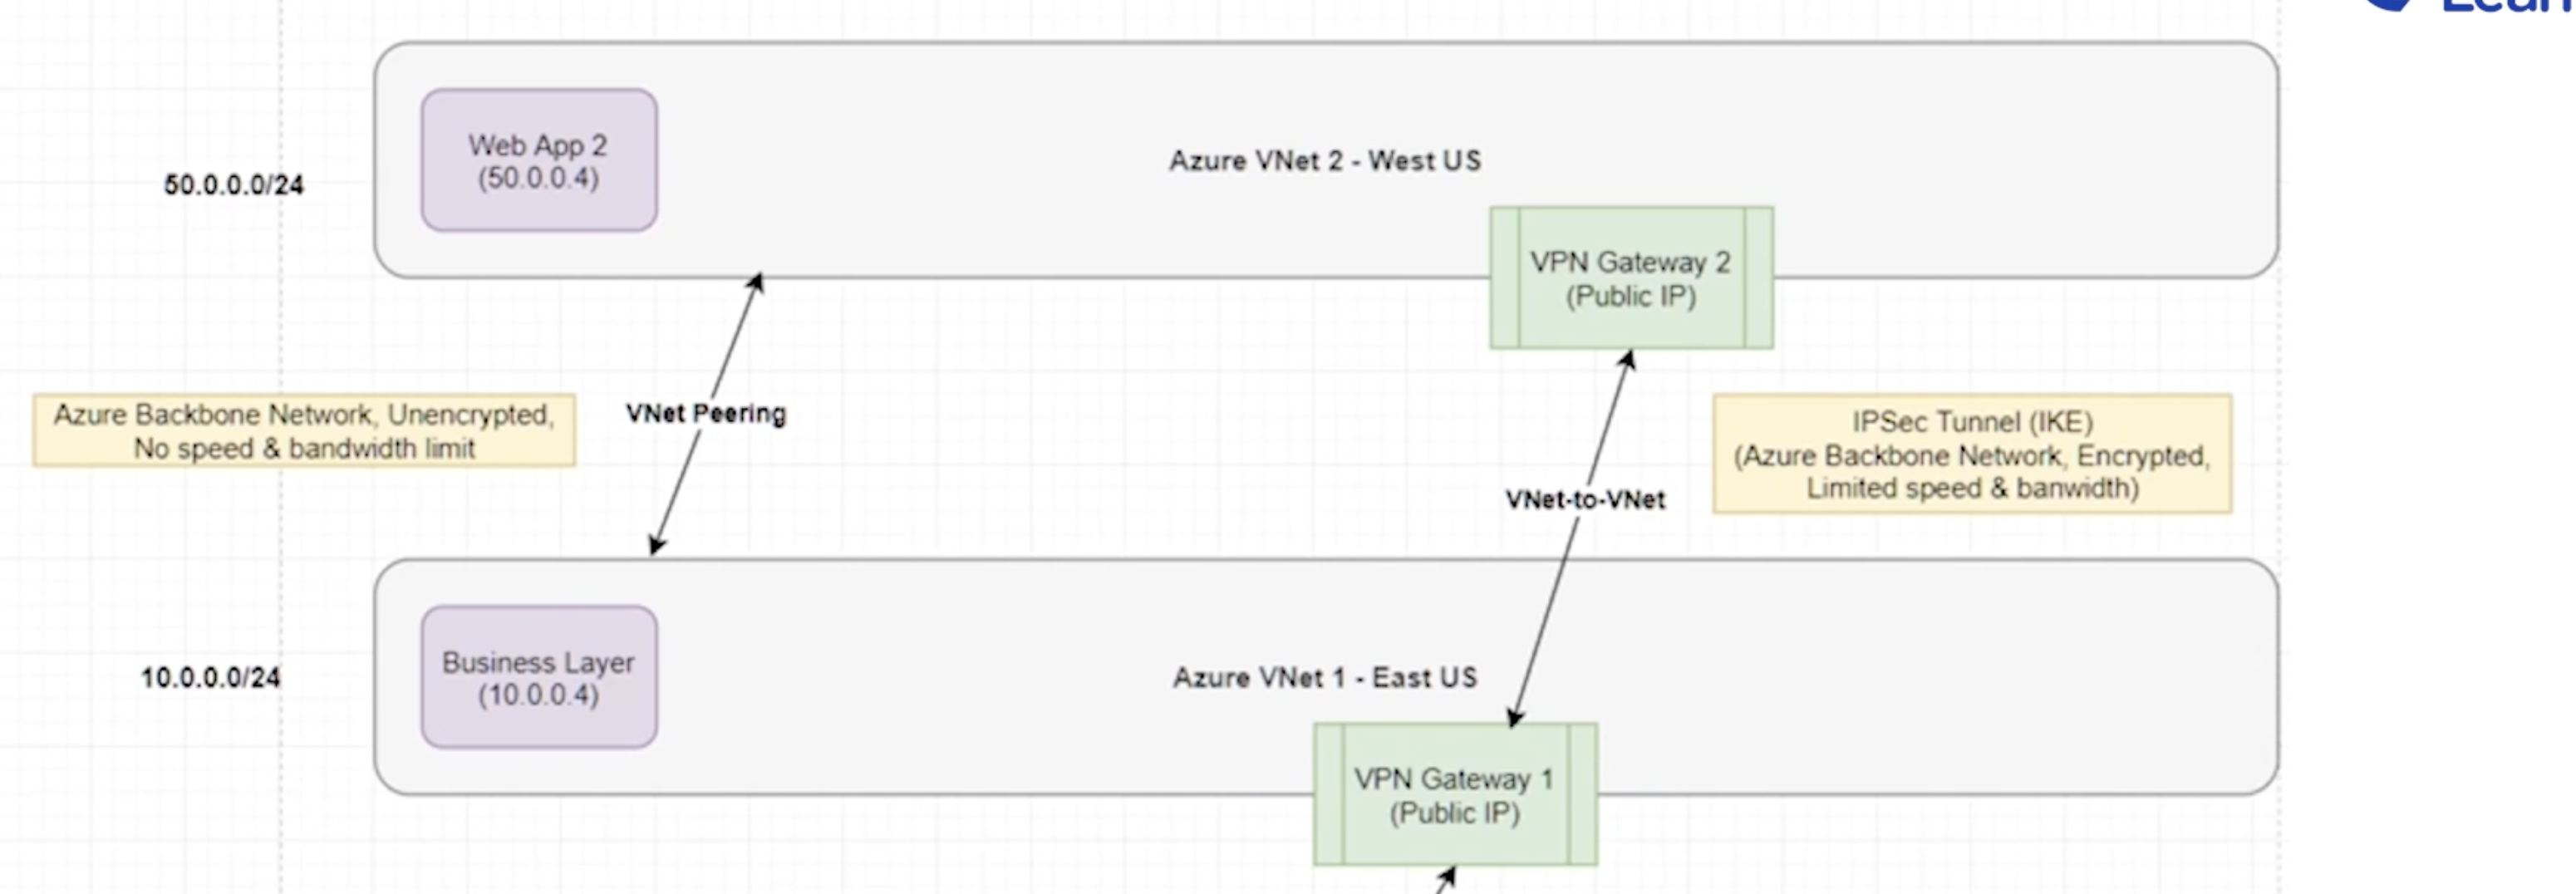 Web App 2
(50.0.0.4)
Azure VNet 2 - West US
50.0.0.0/24
VPN Gateway 2
(Public IP)
Azure Backbone Network, Unencrypted,
No speed & bandwidth limit
VNet Peering
IPSec Tunnel (IKE)
(Azure Backbone Network, Encrypted,
Limited speed & banwidth)
VNet-to-VNet
Business Layer
(10.0.0.4)
10.0.0.0/24
Azure VNet 1 - East US
VPN Gateway 1
(Public IP)